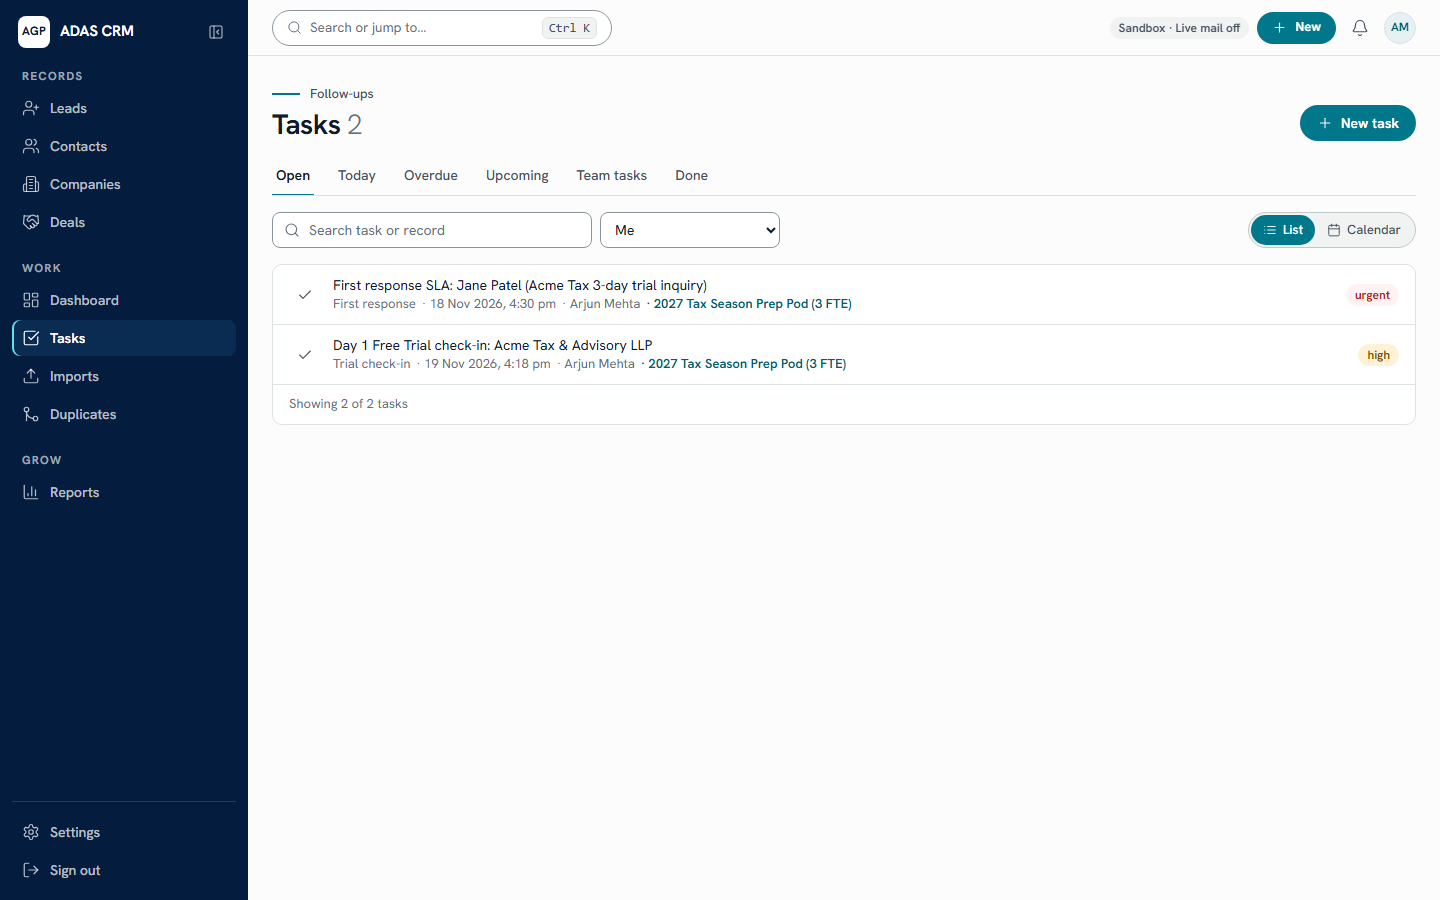 AGP ADAS CRM
RECORDS
Leads
Contacts
Companies
Deals
WORK
Dashboard
Tasks
Imports
Duplicates
GROW
Reports
Settings
Sign out
Search or jump to... Ctrl K
Sandbox · Live mail off
New
AM
Follow-ups
Tasks 2
New task
Open Today Overdue Upcoming Team tasks Done
Search task or record
Me
List Calendar
First response SLA: Jane Patel (Acme Tax 3-day trial inquiry)
First response · 18 Nov 2026, 4:30 pm · Arjun Mehta · 2027 Tax Season Prep Pod (3 FTE)
urgent
Day 1 Free Trial check-in: Acme Tax & Advisory LLP
Trial check-in · 19 Nov 2026, 4:18 pm · Arjun Mehta · 2027 Tax Season Prep Pod (3 FTE)
high
Showing 2 of 2 tasks